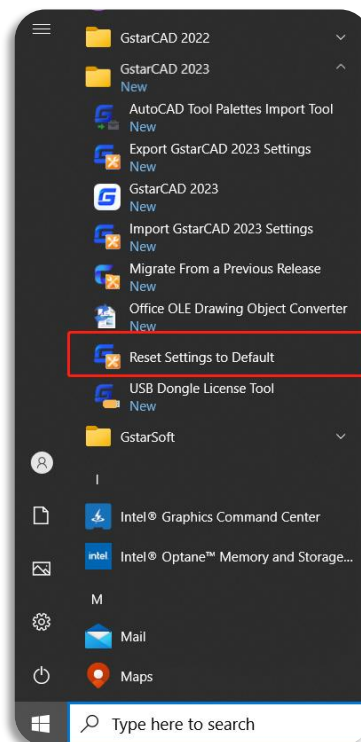 GstarCAD 2022
GstarCAD 2023
New
AutoCAD Tool Palettes Import Tool
New
Export GstarCAD 2023 Settings
New
GstarCAD 2023
New
Import GstarCAD 2023 Settings
New
Migrate From a Previous Release
New
Office OLE Drawing Object Converter
New
Reset Settings to Default
USB Dongle License Tool
New
GstarSoft
I
Intel® Graphics Command Center
intel
Intel® Optane™ Memory and Storage...
M
Mail
Maps
Type here to search